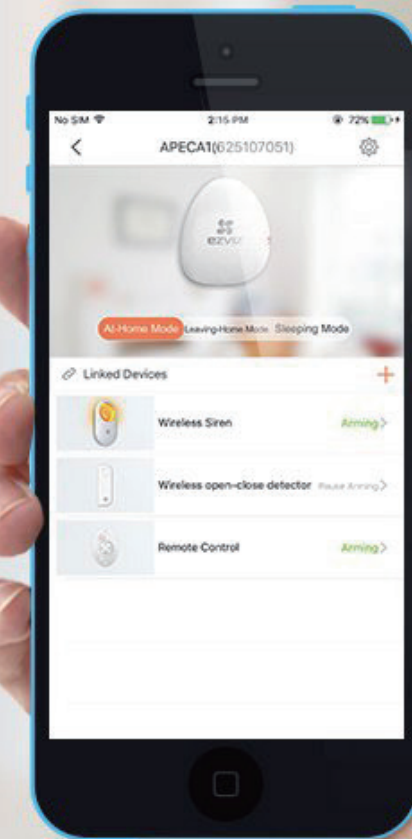 No SIM 2:15 PM 72%
APECA1(625107051)
ezviz
At-Home Mode Leaving-Home Mode Sleeping Mode
Linked Devices
Wireless Siren Arming
Wireless open-close detector Pause Arming
Remote Control Arming